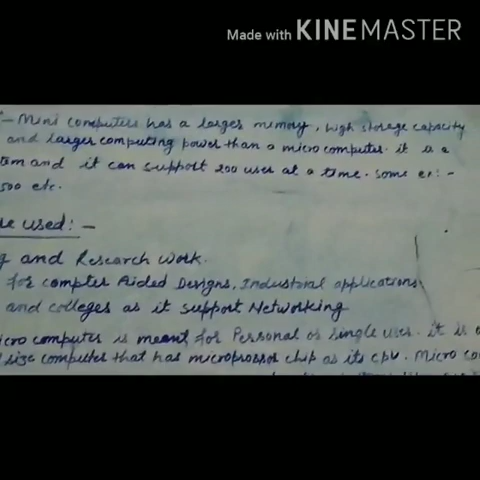 Made with KINEMASTER
- Mini computers has a larges memory, high storage capacity
and larger computing power than a micro computer. it is a
tem and it can support 200 user at a time. some ex: -
500 etc.
re used: -
g and Research work.
for compter Aided Designs, Industrial applications,
and colleges as it support Networking
icro computer is meant for Personal or single user. it is a
size computer that has microprossor chip as its cpu. Micro co